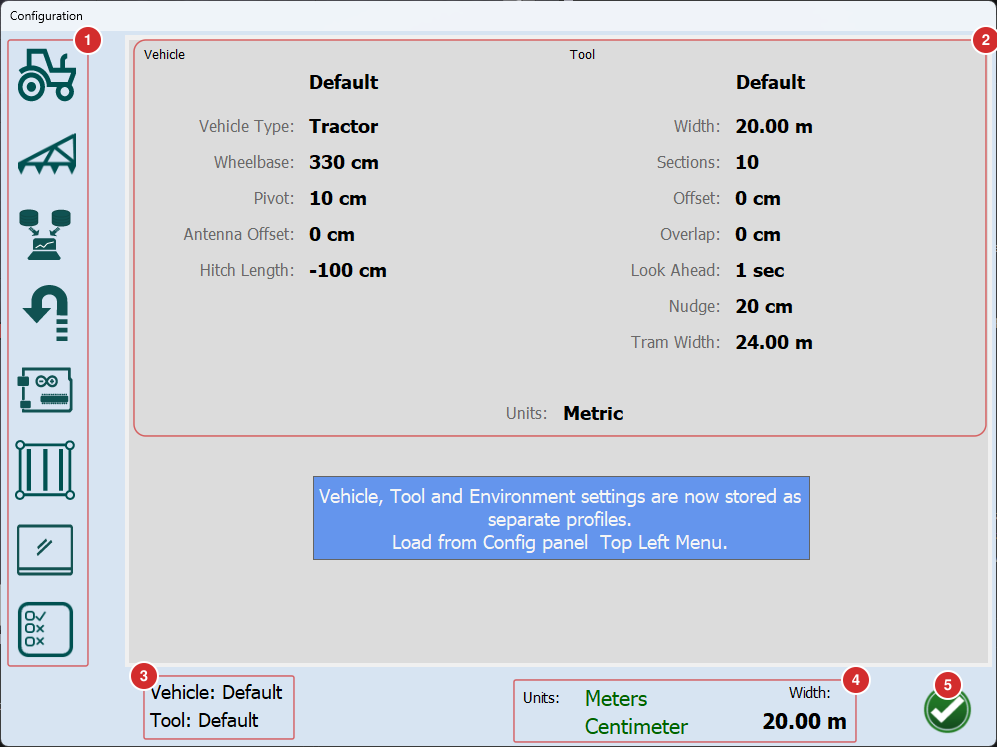 Configuration
1
2
Vehicle
Tool
Default
Default
Vehicle Type: Tractor
Width: 20.00 m
Wheelbase: 330 cm
Sections: 10
Pivot: 10 cm
Offset: 0 cm
Antenna Offset: 0 cm
Overlap: 0 cm
Hitch Length: -100 cm
Look Ahead: 1 sec
Nudge: 20 cm
Tram Width: 24.00 m
Units: Metric
Vehicle, Tool and Environment settings are now stored as
separate profiles.
Load from Config panel Top Left Menu.
3
4
5
Vehicle: Default
Tool: Default
Units:
Meters
Centimeter
Width:
20.00 m